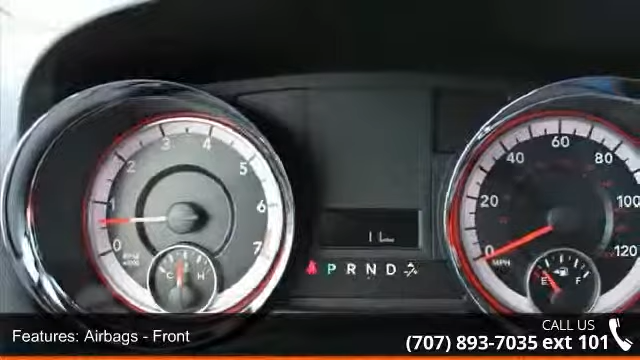 3 4
2 5
1 6
0 7
RPM
x1000
C H
P R N D
40 60 80
20 100
0 120
MPH
E F
Features: Airbags - Front
CALL US
(707) 893-7035 ext 101